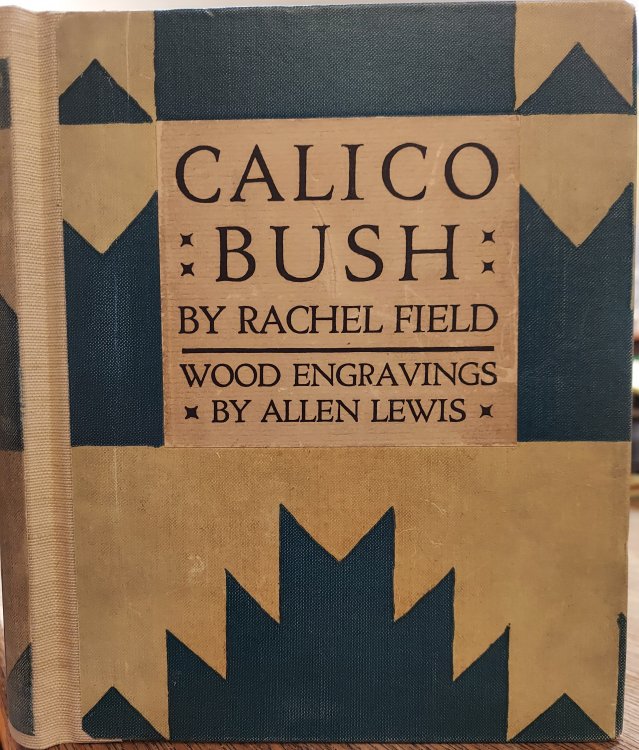 CALICO
BUSH
BY RACHEL FIELD
WOOD ENGRAVINGS
BY ALLEN LEWIS